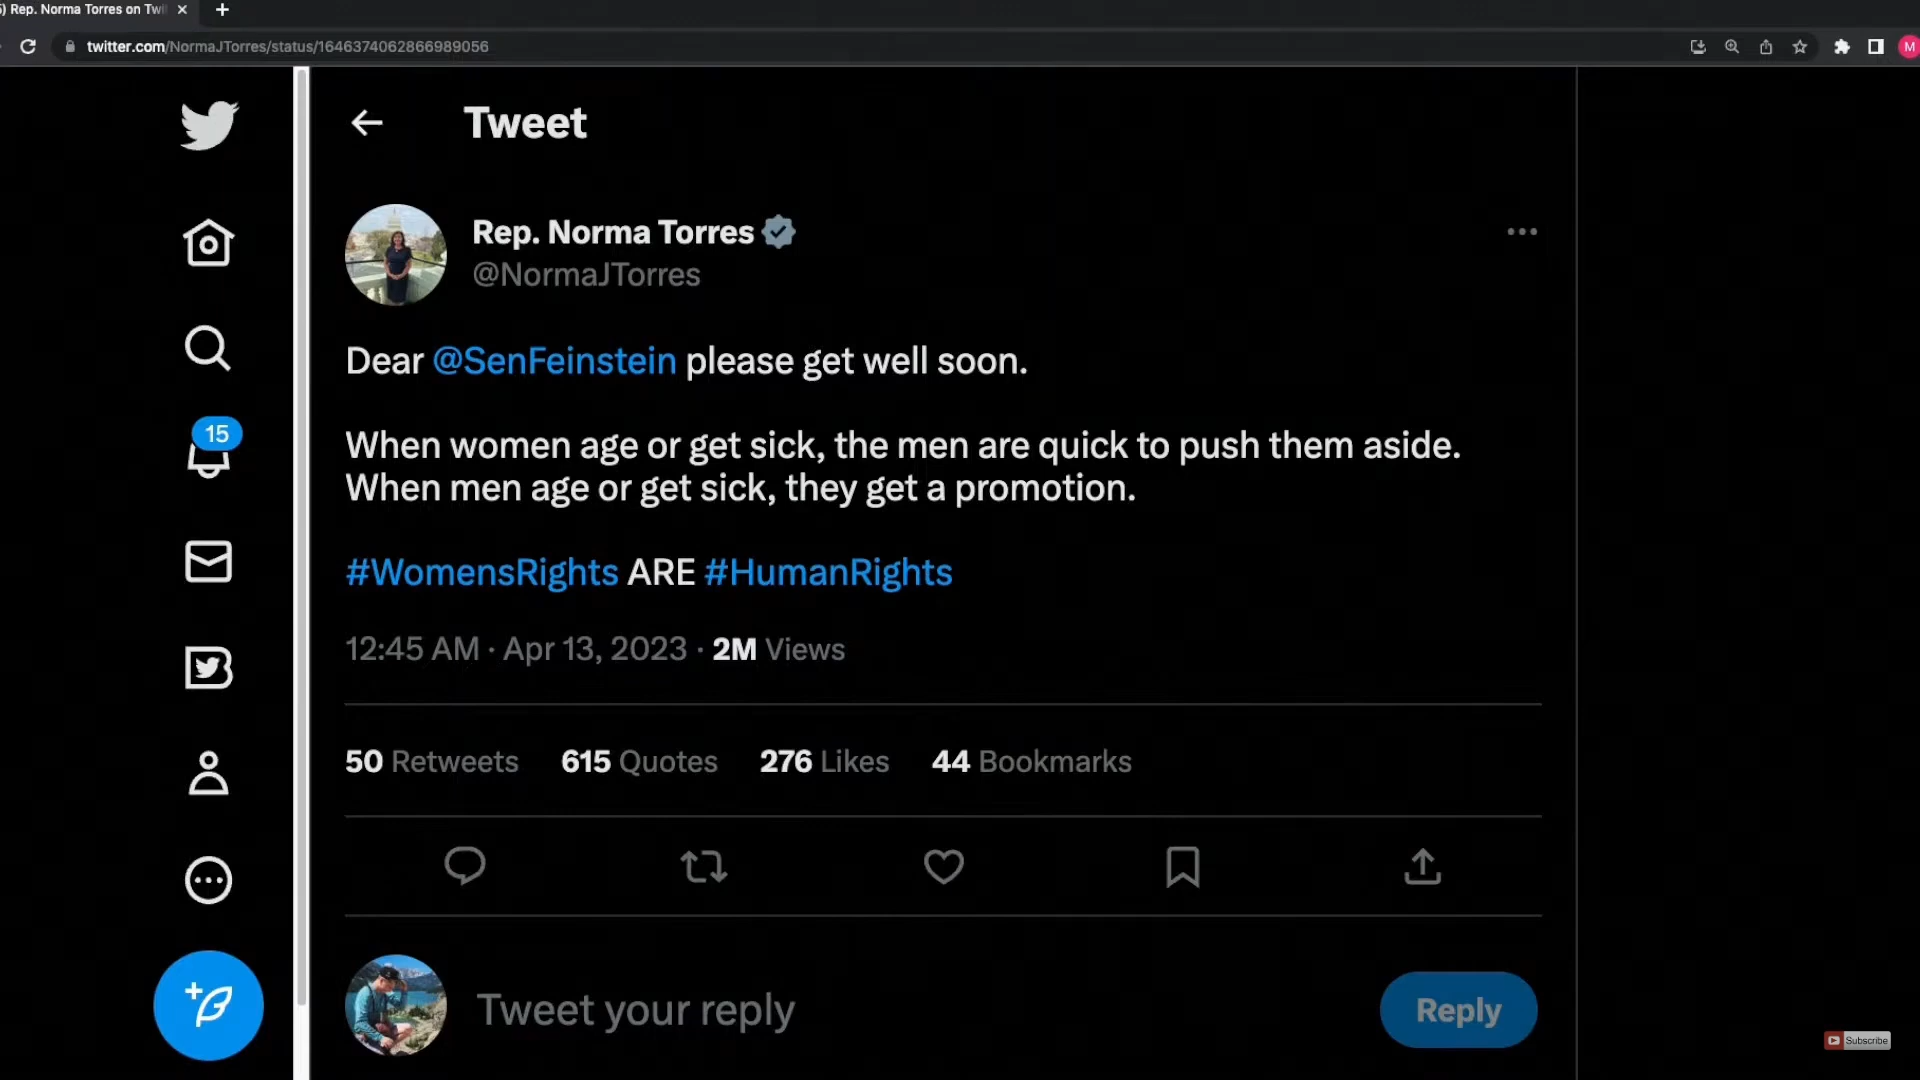 ) Rep. Norma Torres on Twi
twitter.com/NormaJTorres/status/1646374062866989056
M
Tweet
Rep. Norma Torres
@NormaJTorres
Dear @SenFeinstein please get well soon.
When women age or get sick, the men are quick to push them aside.
When men age or get sick, they get a promotion.
#WomensRights ARE #HumanRights
12:45 AM · Apr 13, 2023 · 2M Views
50 Retweets 615 Quotes 276 Likes 44 Bookmarks
15
Tweet your reply
Reply
Subscribe